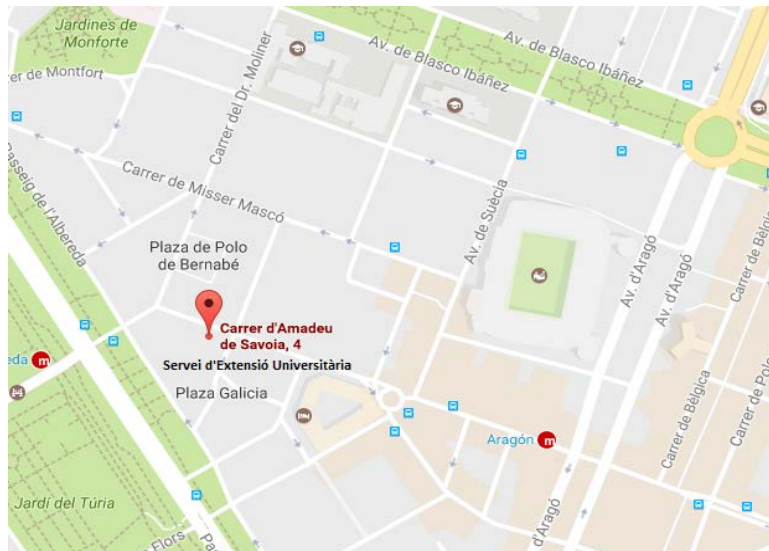 Jardines de
Monforte
er de Montfort
Carrer del Dr. Moliner
Av. de Blasco Ibáñez
Av. de Blasco Ibáñez
Passeig de l'Albereda
Carrer de Misser Mascó
Av. de Suècia
Plaza de Polo
de Bernabé
Av. d'Aragó
Av. d'Aragó
Carrer de Bèlgica
Carrer d'Amadeu
de Savoia, 4
Servei d'Extensió Universitària
eda m
Plaza Galicia
Carrer de Bèlgica
Carrer de Polo
Aragón m
Jardí del Túria
Flors
Pa
d'Aragó